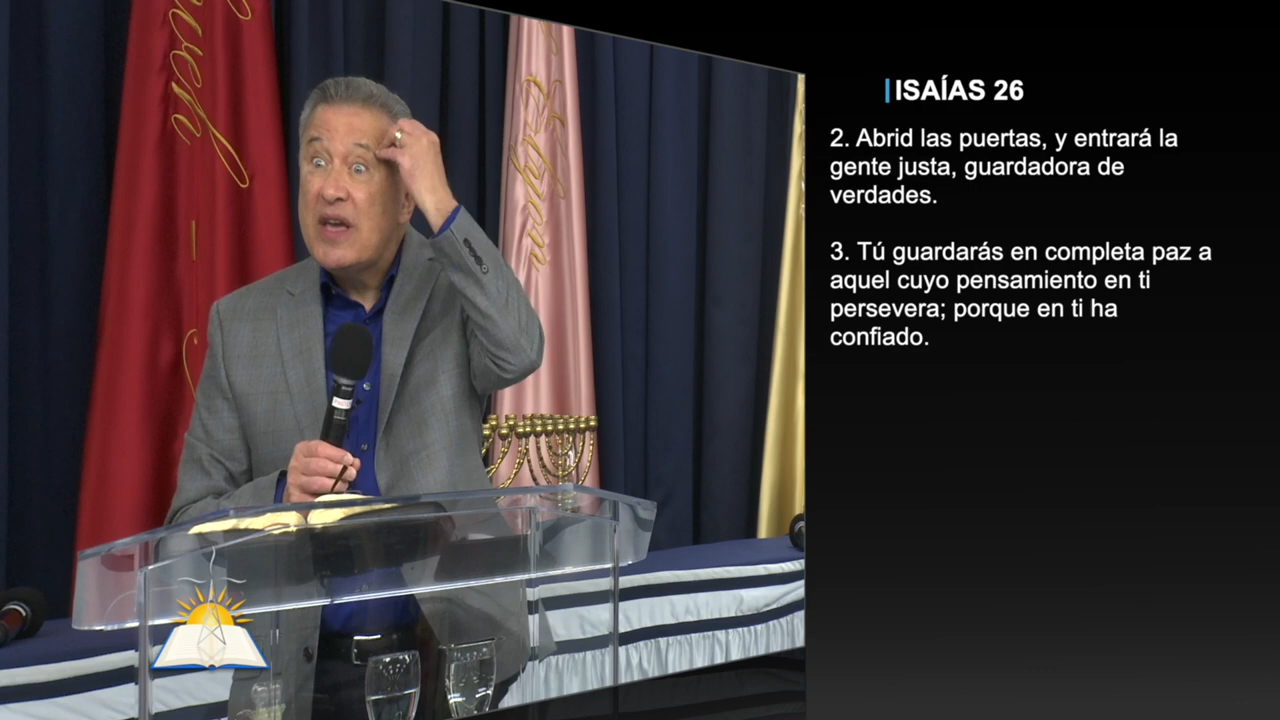 ISAÍAS 26
2. Abrid las puertas, y entrará la
gente justa, guardadora de
verdades.
3. Tú guardarás en completa paz a
aquel cuyo pensamiento en ti
persevera; porque en ti ha
confiado.
Elyon